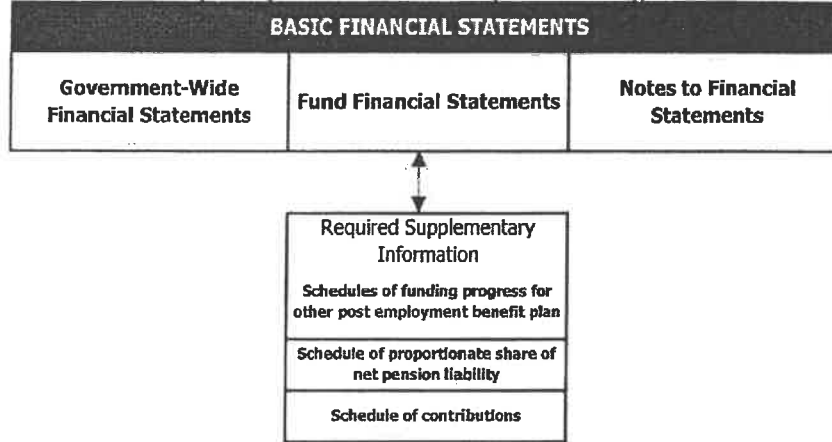 BASIC FINANCIAL STATEMENTS
Government-Wide
Financial Statements
Fund Financial Statements
Notes to Financial
Statements
Required Supplementary
Information
Schedules of funding progress for
other post employment benefit plan
Schedule of proportionate share of
net pension liability
Schedule of contributions